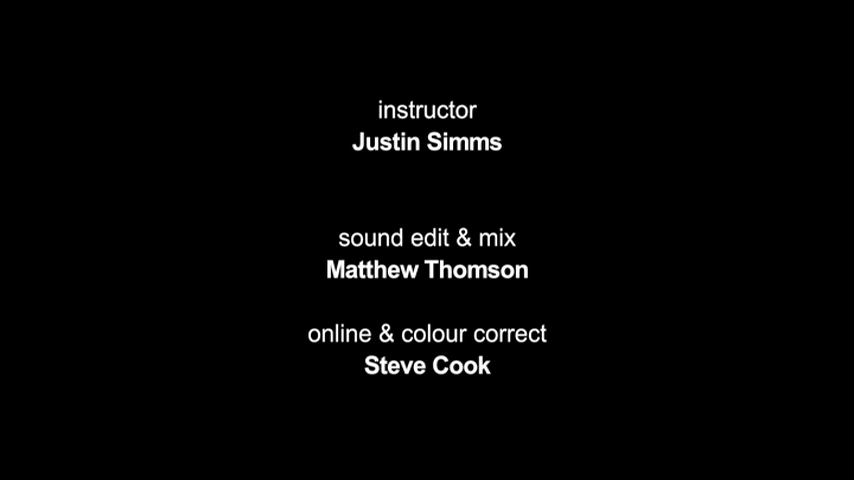 instructor
Justin Simms
sound edit & mix
Matthew Thomson
online & colour correct
Steve Cook